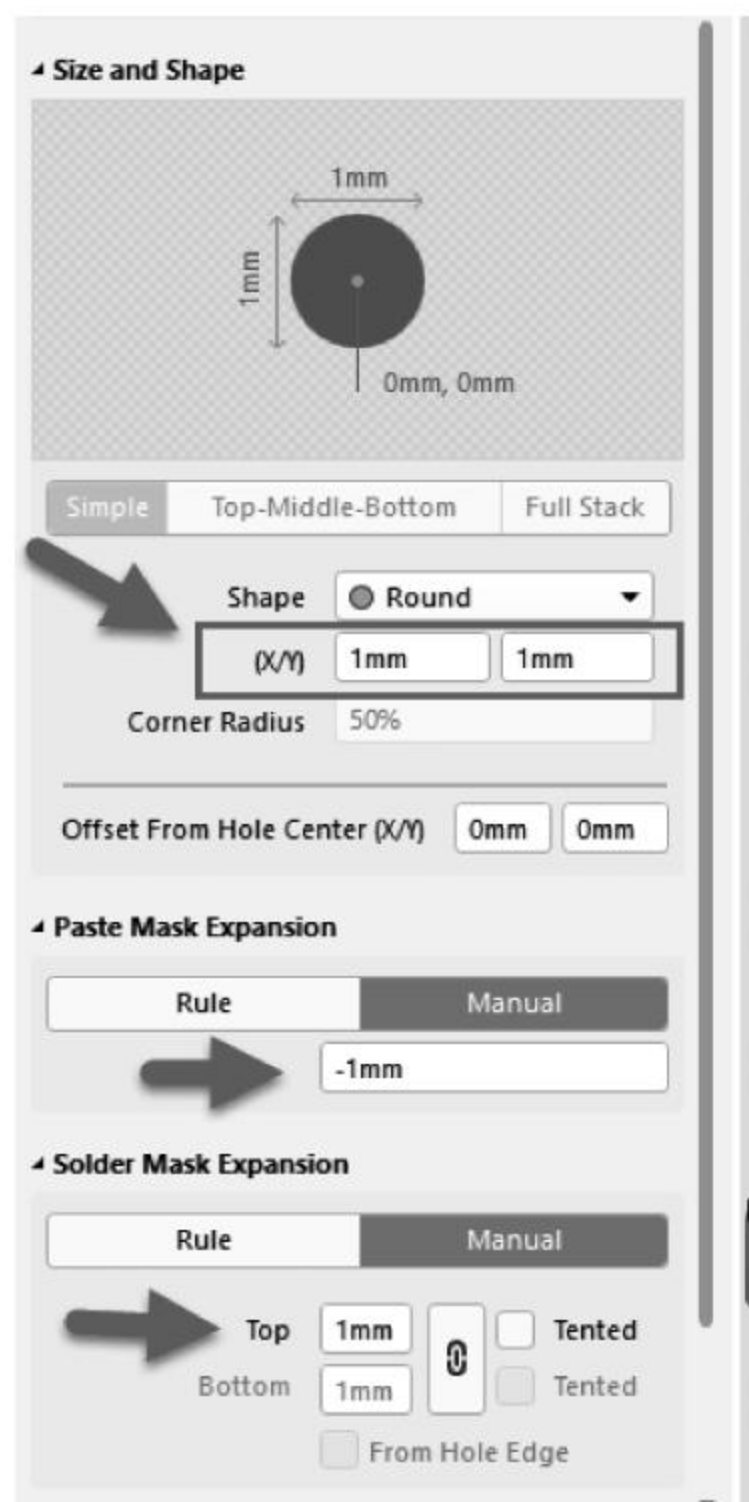 Size and Shape
1mm
1mm
0mm, 0mm
Simple Top-Middle-Bottom Full Stack
Shape Round
(X/Y) 1mm 1mm
Corner Radius 50%
Offset From Hole Center (X/Y) 0mm 0mm
Paste Mask Expansion
Rule Manual
-1mm
Solder Mask Expansion
Rule Manual
Top 1mm Tented
Bottom 1mm Tented
From Hole Edge